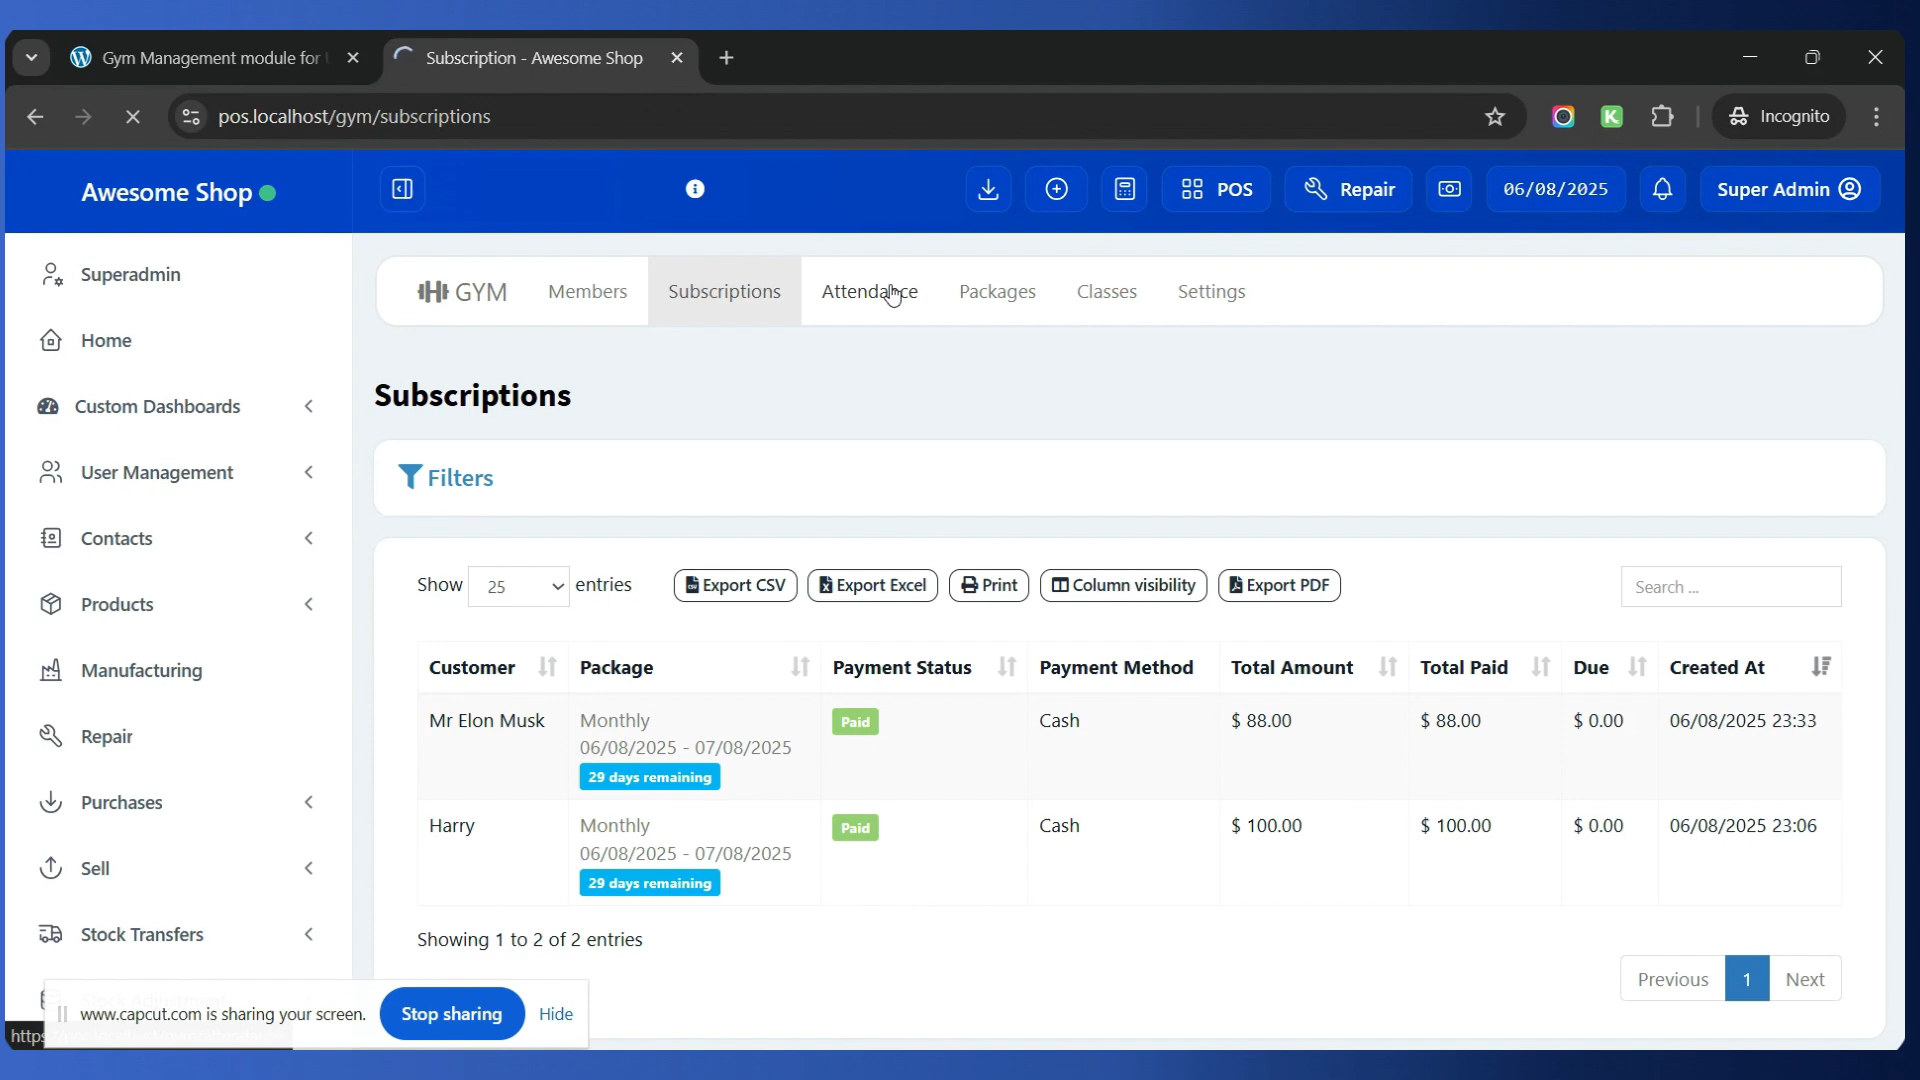 Gym Management module for
Subscription - Awesome Shop
pos.localhost/gym/subscriptions
Incognito
Awesome Shop
POS
Repair
06/08/2025
Super Admin
Superadmin
Home
Custom Dashboards
User Management
Contacts
Products
Manufacturing
Repair
Purchases
Sell
Stock Transfers
Stock Adjustment
GYM
Members
Subscriptions
Attendance
Packages
Classes
Settings
Subscriptions
Filters
Show 25 entries
Export CSV
Export Excel
Print
Column visibility
Export PDF
Search ...
Customer Package Payment Status Payment Method Total Amount Total Paid Due Created At
Mr Elon Musk Monthly Paid Cash $ 88.00 $ 88.00 $ 0.00 06/08/2025 23:33
06/08/2025 - 07/08/2025
29 days remaining
Harry Monthly Paid Cash $ 100.00 $ 100.00 $ 0.00 06/08/2025 23:06
06/08/2025 - 07/08/2025
29 days remaining
Showing 1 to 2 of 2 entries
Previous 1 Next
www.capcut.com is sharing your screen.
Stop sharing
Hide
https